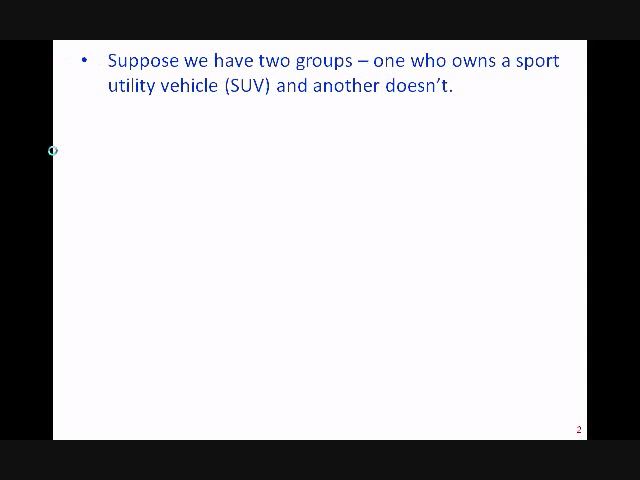 • Suppose we have two groups – one who owns a sport
utility vehicle (SUV) and another doesn't.
2